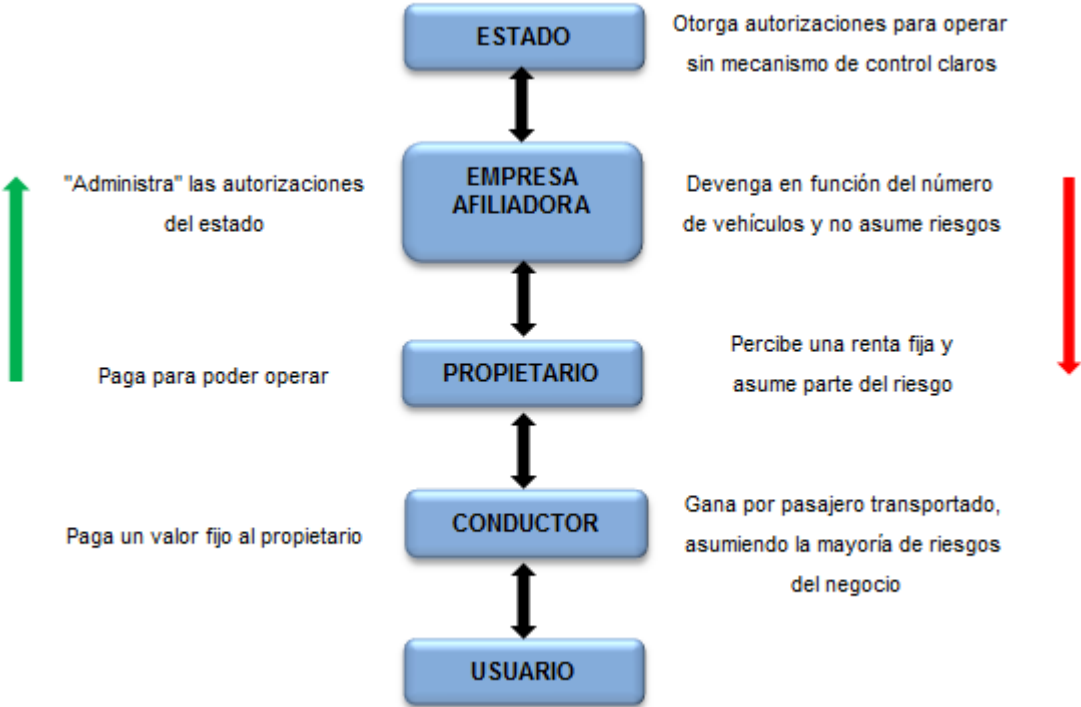 ESTADO
Otorga autorizaciones para operar
sin mecanismo de control claros
"Administra" las autorizaciones
del estado
EMPRESA
AFILIADORA
Devenga en función del número
de vehículos y no asume riesgos
Paga para poder operar
PROPIETARIO
Percibe una renta fija y
asume parte del riesgo
Paga un valor fijo al propietario
CONDUCTOR
Gana por pasajero transportado,
asumiendo la mayoría de riesgos
del negocio
USUARIO